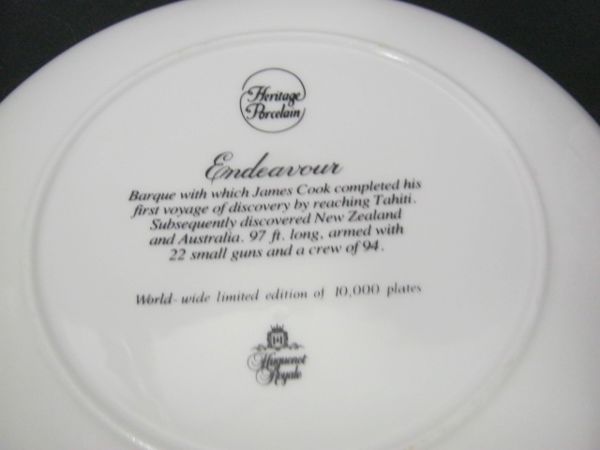 Heritage
Porcelain
Endeavour
Barque with which James Cook completed his
first voyage of discovery by reaching Tahiti.
Subsequently discovered New Zealand
and Australia. 97 ft. long, armed with
22 small guns and a crew of 94.
World-wide limited edition of 10,000 plates
H
Huguenot
Royale